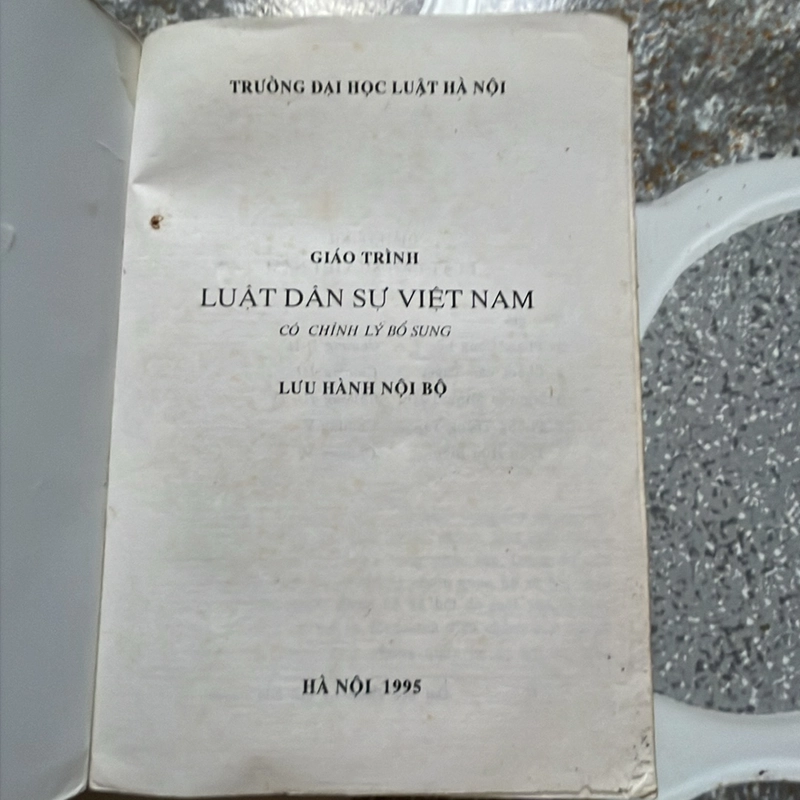 TRƯỜNG ĐẠI HỌC LUẬT HÀ NỘI
GIÁO TRÌNH
LUẬT DÂN SỰ VIỆT NAM
CÓ CHỈNH LÝ BỔ SUNG
LƯU HÀNH NỘI BỘ
HÀ NỘI 1995